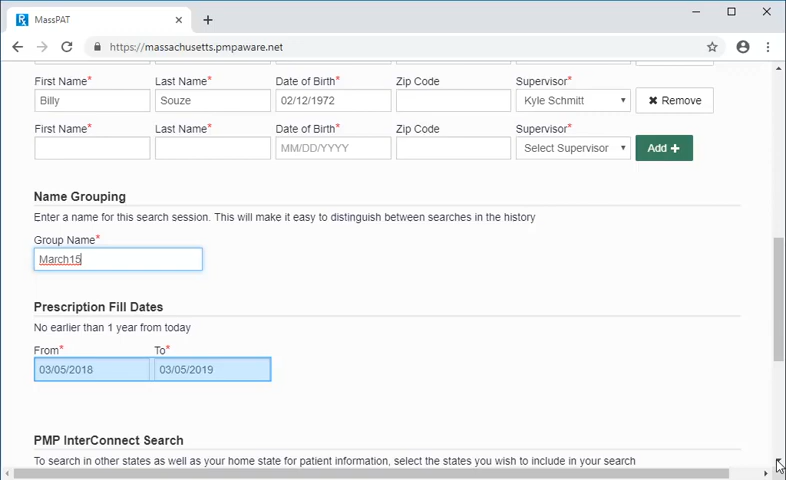 MassPAT
https://massachusetts.pmpaware.net
First Name* Last Name* Date of Birth* Zip Code Supervisor*
Billy Souze 02/12/1972 Kyle Schmitt Remove
First Name* Last Name* Date of Birth* Zip Code Supervisor*
MM/DD/YYYY Select Supervisor Add +
Name Grouping
Enter a name for this search session. This will make it easy to distinguish between searches in the history
Group Name*
March15
Prescription Fill Dates
No earlier than 1 year from today
From* To*
03/05/2018 03/05/2019
PMP InterConnect Search
To search in other states as well as your home state for patient information, select the states you wish to include in your search